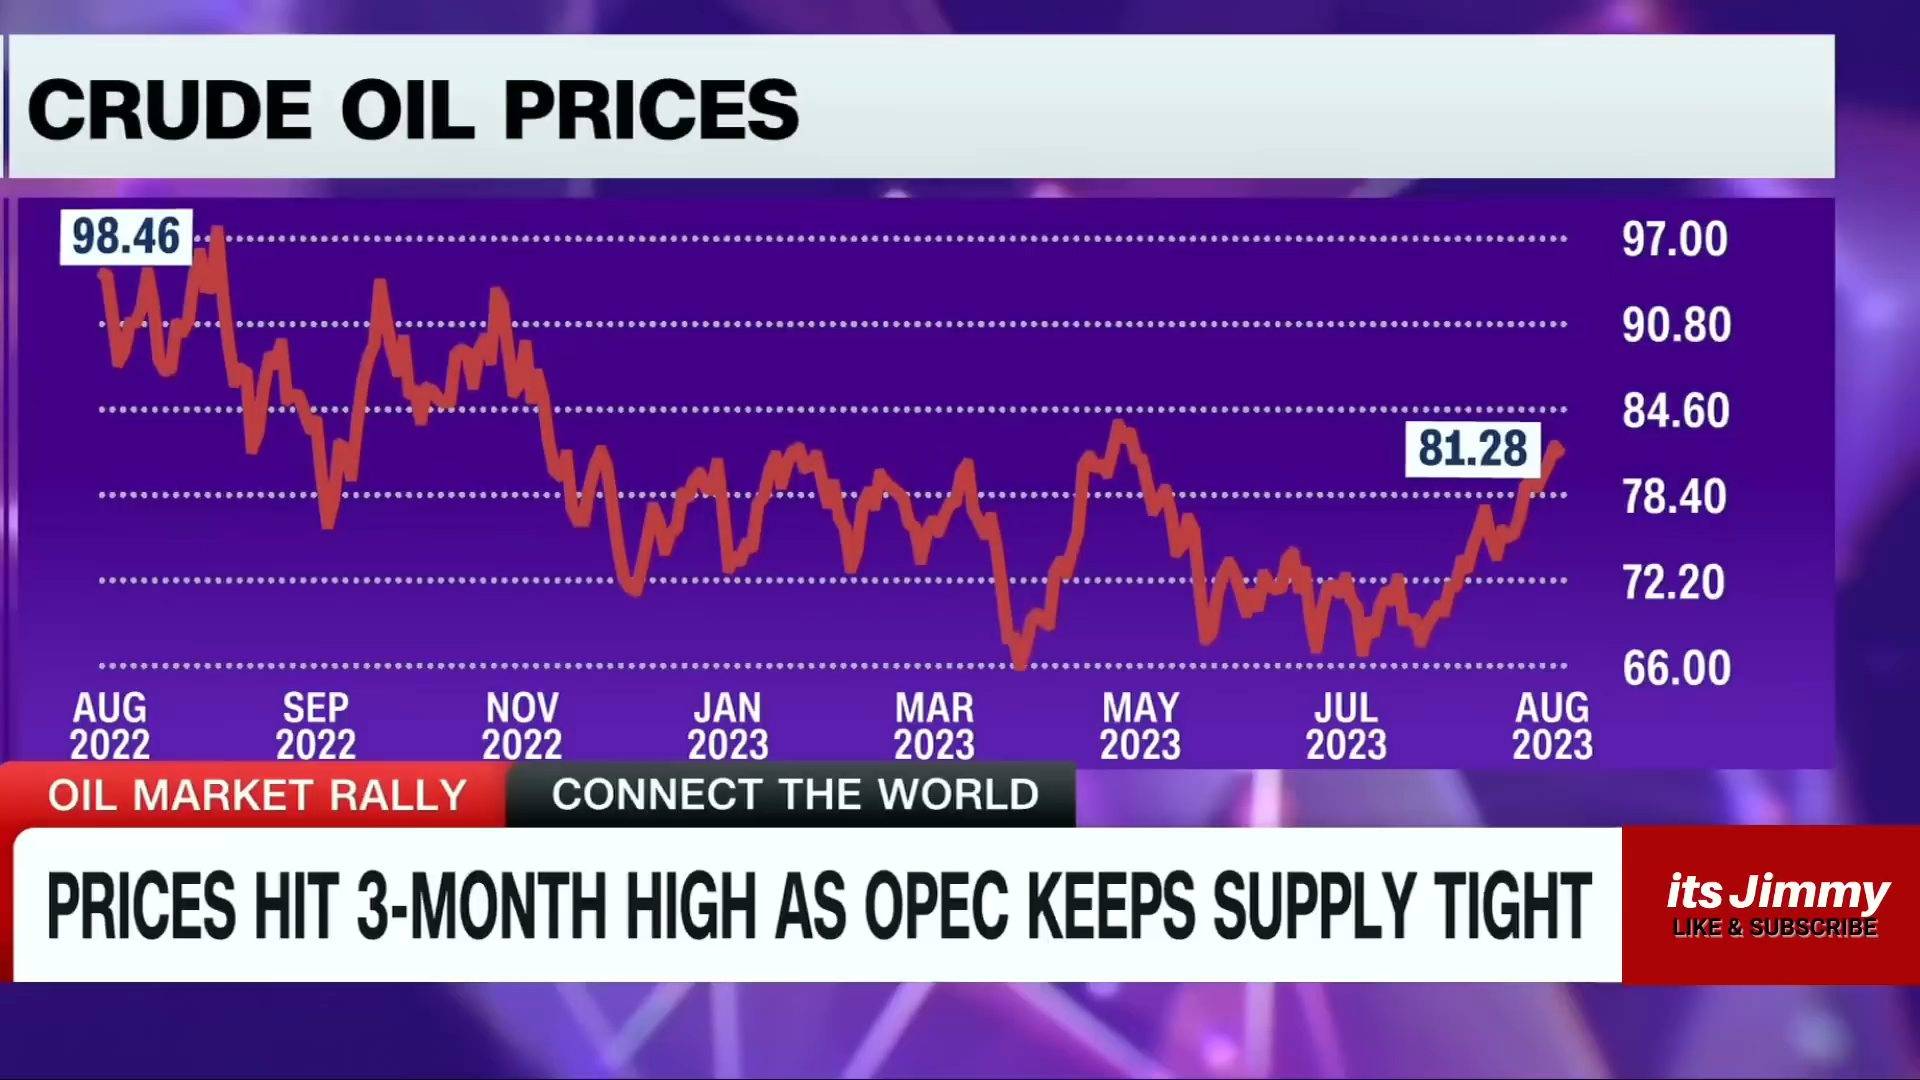 CRUDE OIL PRICES
98.46
97.00
90.80
84.60
81.28
78.40
72.20
66.00
AUG SEP NOV JAN MAR MAY JUL AUG
2022 2022 2022 2023 2023 2023 2023 2023
OIL MARKET RALLY
CONNECT THE WORLD
PRICES HIT 3-MONTH HIGH AS OPEC KEEPS SUPPLY TIGHT
its Jimmy
LIKE & SUBSCRIBE